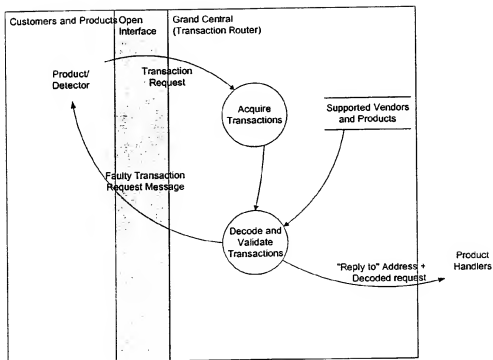 Customers and Products
Open
Interface
Grand Central
(Transaction Router)
Product/
Detector
Transaction
Request
Acquire
Transactions
Supported Vendors
and Products
Faulty Transaction
Request Message
Decode and
Validate
Transactions
"Reply to" Address +
Decoded request
Product
Handlers